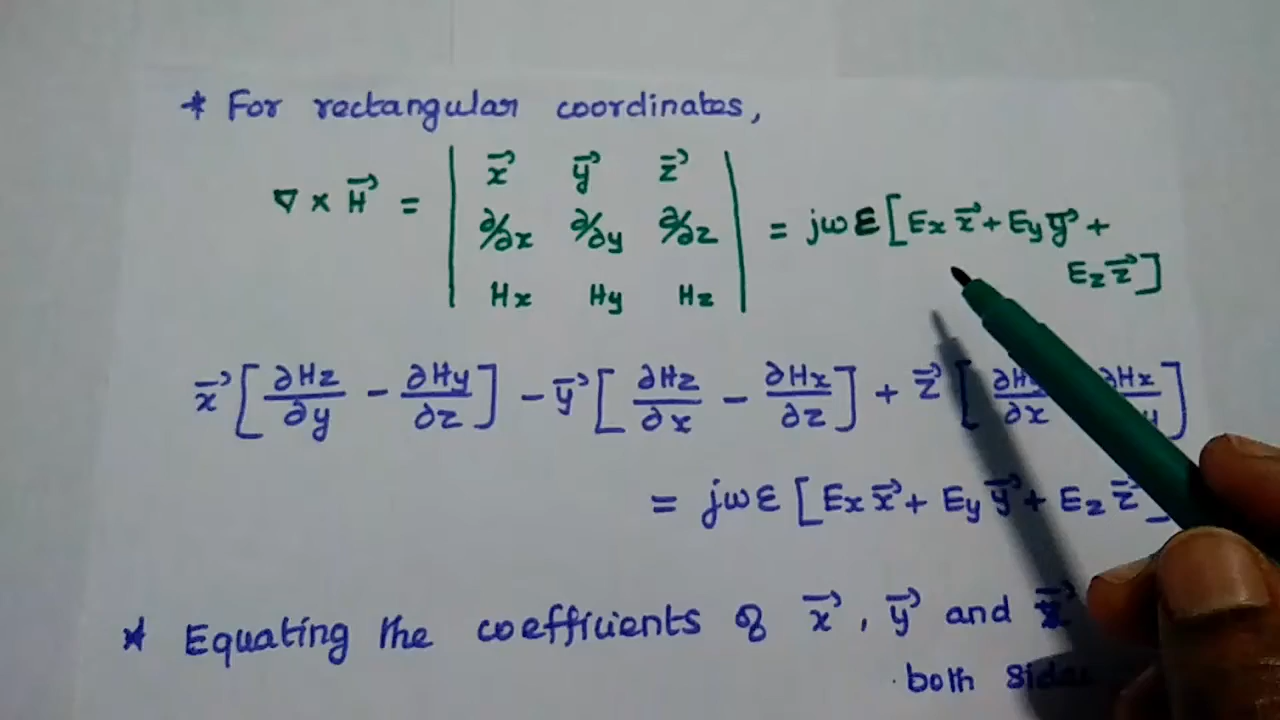 * For rectangular coordinates,
∇ × H⃗ = | x⃗ y⃗ z⃗ |
| ∂/∂x ∂/∂y ∂/∂z | = jωε [Ex x⃗ + Ey y⃗ +
| Hx Hy Hz | Ez z⃗]
x⃗ [∂Hz/∂y − ∂Hy/∂z] − y⃗ [∂Hz/∂x − ∂Hx/∂z] + z⃗ [ /∂x ∂Hx/ ]
= jωε [Ex x⃗ + Ey y⃗ + Ez z⃗]
* Equating the coefficients of x⃗, y⃗ and z⃗
both